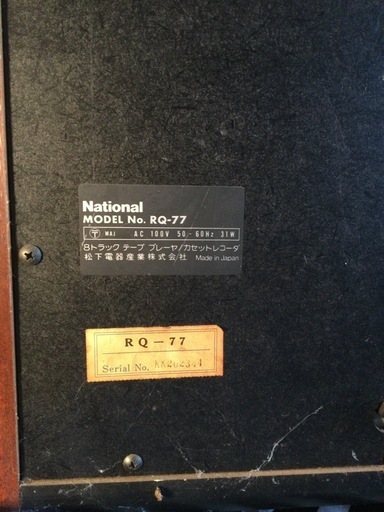 National
MODEL No. RQ-77
〒 WAI AC 100V 50-60Hz 31W
8トラック テープ プレーヤ/カセットレコーダ
松下電器産業株式会社 Made in Japan
RQ-77
Serial No. KK202344